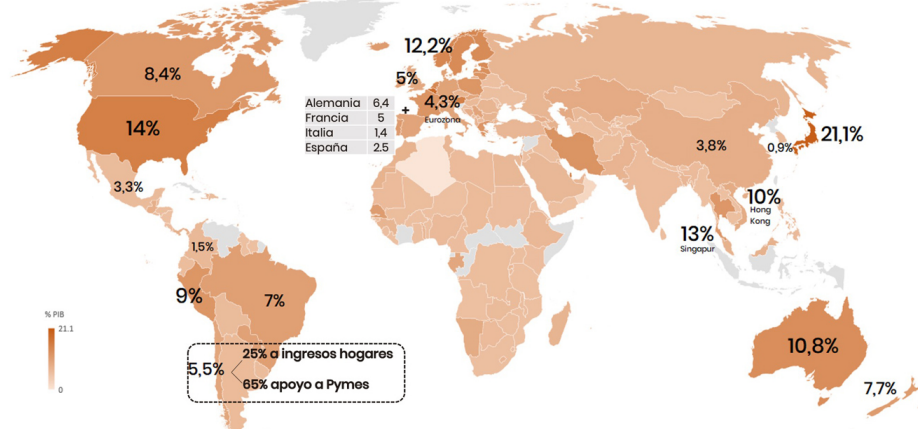 12,2%
8,4%
5%
Alemania 6,4
Francia 5
Italia 1,4
España 2.5
+
4,3%
Eurozona
14%
21,1%
3,8%
0,9%
3,3%
10%
Hong
Kong
13%
Singapur
1,5%
9%
7%
% PIB
21.1
0
5,5%
25% a ingresos hogares
65% apoyo a Pymes
10,8%
7,7%